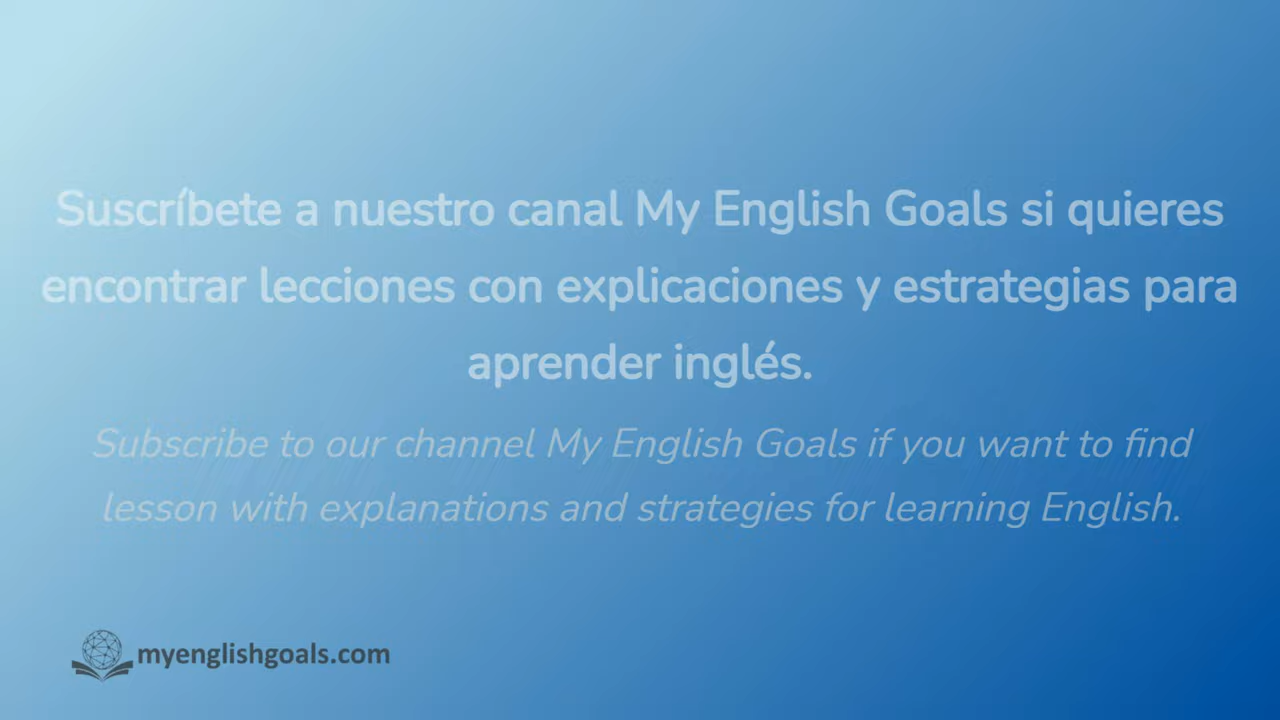 Suscríbete a nuestro canal My English Goals si quieres
encontrar lecciones con explicaciones y estrategias para
aprender inglés.
Subscribe to our channel My English Goals if you want to find
lesson with explanations and strategies for learning English.
myenglishgoals.com